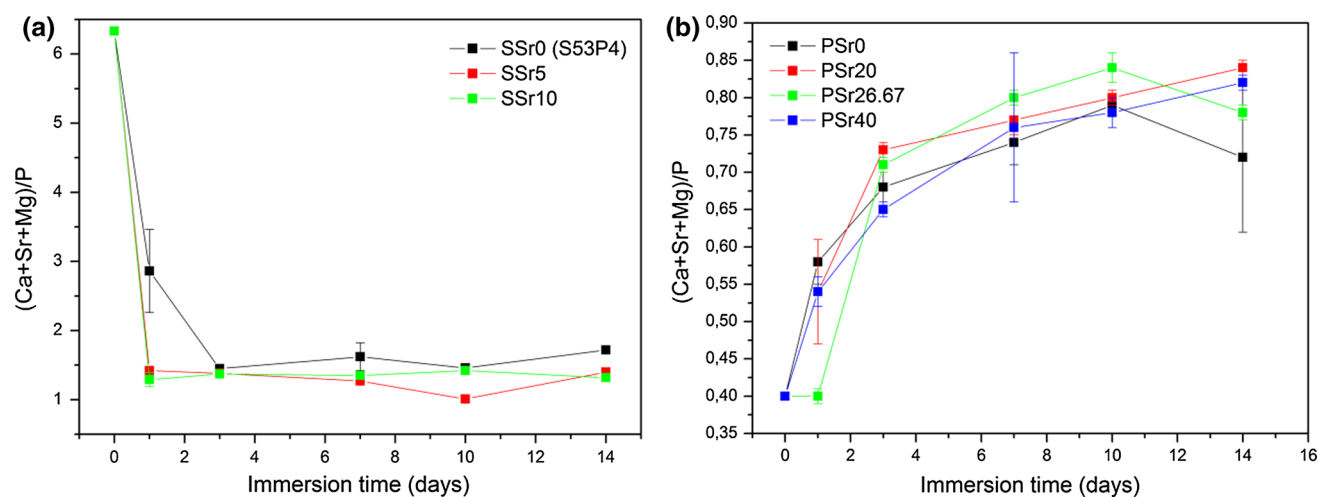 (a)
SSr0 (S53P4)
SSr5
SSr10
(Ca+Sr+Mg)/P
6
5
4
3
2
1
0 2 4 6 8 10 12 14
Immersion time (days)
(b)
PSr0
PSr20
PSr26.67
PSr40
(Ca+Sr+Mg)/P
0,90
0,85
0,80
0,75
0,70
0,65
0,60
0,55
0,50
0,45
0,40
0,35
0 2 4 6 8 10 12 14 16
Immersion time (days)